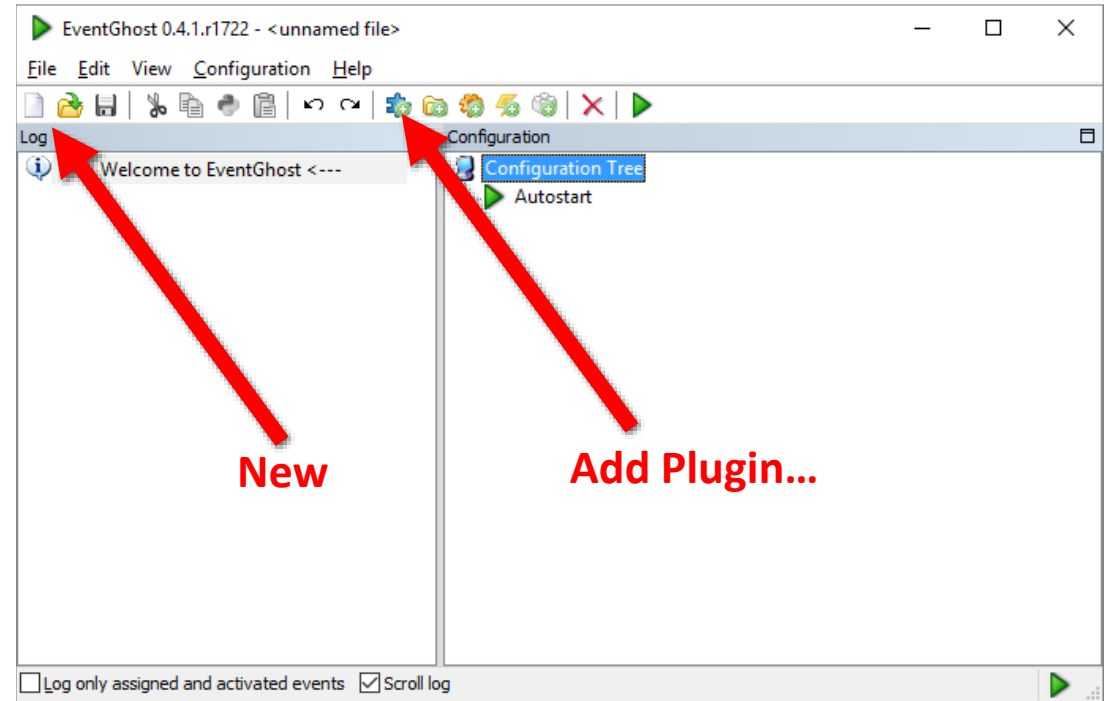 EventGhost 0.4.1.r1722 - <unnamed file>
File Edit View Configuration Help
Log
Configuration
Welcome to EventGhost <---
Configuration Tree
Autostart
New
Add Plugin...
Log only assigned and activated events
Scroll log